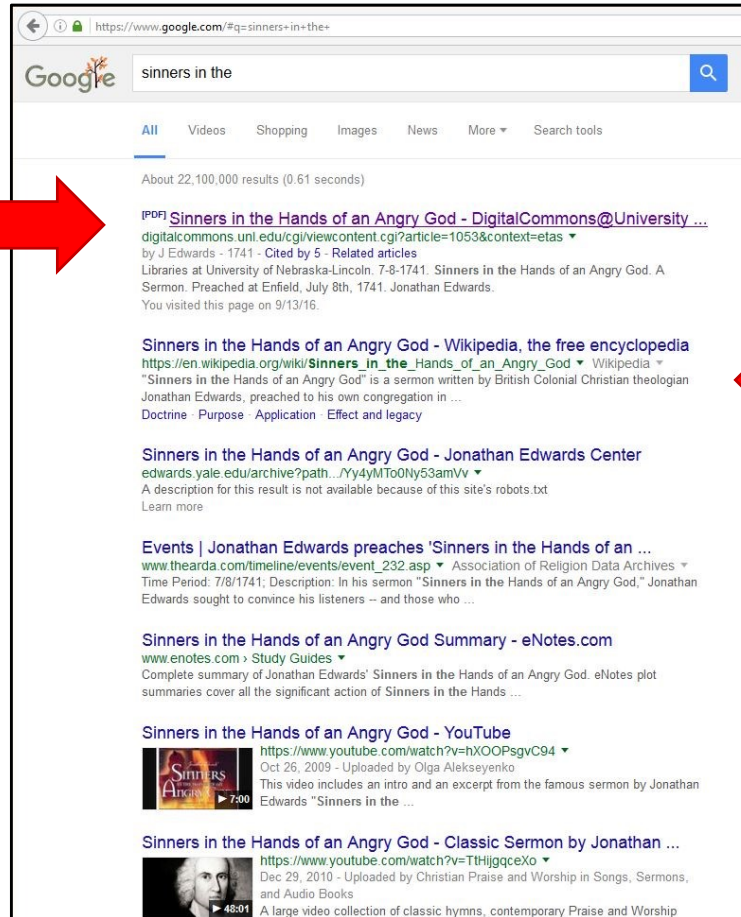 https://www.google.com/#q=sinners+in+the+
Google
sinners in the
All Videos Shopping Images News More Search tools
About 22,100,000 results (0.61 seconds)
[PDF] Sinners in the Hands of an Angry God - DigitalCommons@University ...
digitalcommons.unl.edu/cgi/viewcontent.cgi?article=1053&context=etas
by J Edwards - 1741 - Cited by 5 - Related articles
Libraries at University of Nebraska-Lincoln. 7-8-1741. Sinners in the Hands of an Angry God. A
Sermon. Preached at Enfield, July 8th, 1741. Jonathan Edwards.
You visited this page on 9/13/16.
Sinners in the Hands of an Angry God - Wikipedia, the free encyclopedia
https://en.wikipedia.org/wiki/Sinners_in_the_Hands_of_an_Angry_God Wikipedia
"Sinners in the Hands of an Angry God" is a sermon written by British Colonial Christian theologian
Jonathan Edwards, preached to his own congregation in ...
Doctrine · Purpose · Application · Effect and legacy
Sinners in the Hands of an Angry God - Jonathan Edwards Center
edwards.yale.edu/archive?path.../Yy4yMTo0Ny53amVv
A description for this result is not available because of this site's robots.txt
Learn more
Events | Jonathan Edwards preaches 'Sinners in the Hands of an ...
www.thearda.com/timeline/events/event_232.asp Association of Religion Data Archives
Time Period: 7/8/1741; Description: In his sermon "Sinners in the Hands of an Angry God," Jonathan
Edwards sought to convince his listeners -- and those who ...
Sinners in the Hands of an Angry God Summary - eNotes.com
www.enotes.com › Study Guides
Complete summary of Jonathan Edwards' Sinners in the Hands of an Angry God. eNotes plot
summaries cover all the significant action of Sinners in the Hands ...
Sinners in the Hands of an Angry God - YouTube
https://www.youtube.com/watch?v=hXOOPsgvC94
Oct 26, 2009 - Uploaded by Olga Alekseyenko
This video includes an intro and an excerpt from the famous sermon by Jonathan
Edwards "Sinners in the ...
SINNERS
ANGRY
7:00
Sinners in the Hands of an Angry God - Classic Sermon by Jonathan ...
https://www.youtube.com/watch?v=TtHijgqceXo
Dec 29, 2010 - Uploaded by Christian Praise and Worship in Songs, Sermons,
and Audio Books
A large video collection of classic hymns, contemporary Praise and Worship
48:01